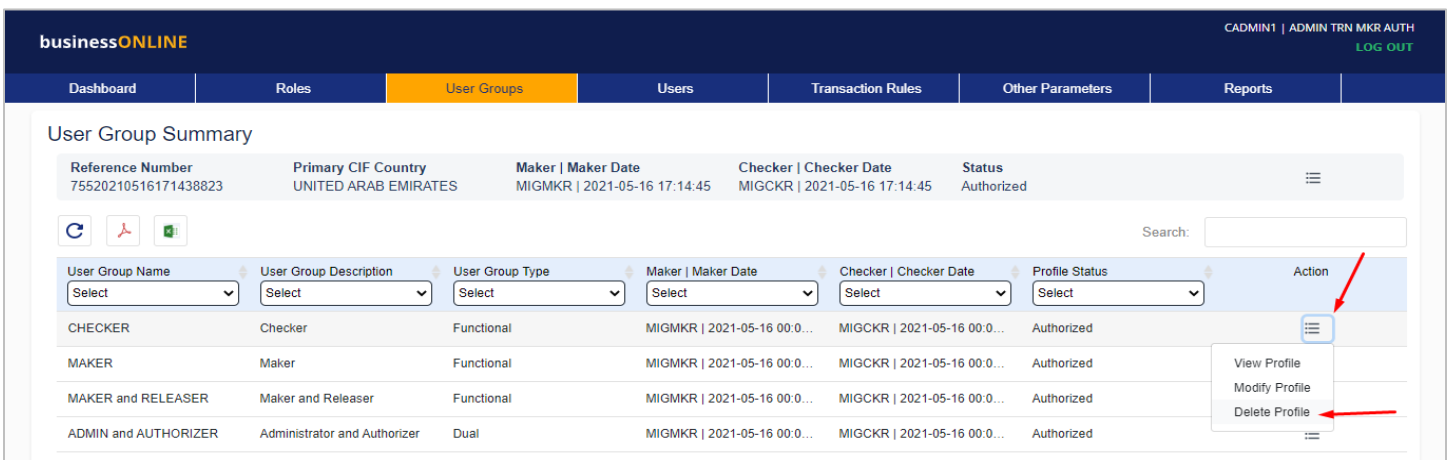 CADMIN1 | ADMIN TRN MKR AUTH
businessONLINE
LOG OUT
Dashboard Roles User Groups Users Transaction Rules Other Parameters Reports
User Group Summary
Reference Number Primary CIF Country Maker | Maker Date Checker | Checker Date Status
75520210516171438823 UNITED ARAB EMIRATES MIGMKR | 2021-05-16 17:14:45 MIGCKR | 2021-05-16 17:14:45 Authorized
Search:
User Group Name User Group Description User Group Type Maker | Maker Date Checker | Checker Date Profile Status Action
Select Select Select Select Select Select
CHECKER Checker Functional MIGMKR | 2021-05-16 00:0... MIGCKR | 2021-05-16 00:0... Authorized
MAKER Maker Functional MIGMKR | 2021-05-16 00:0... MIGCKR | 2021-05-16 00:0... Authorized
View Profile
Modify Profile
MAKER and RELEASER Maker and Releaser Functional MIGMKR | 2021-05-16 00:0... MIGCKR | 2021-05-16 00:0... Authorized
Delete Profile
ADMIN and AUTHORIZER Administrator and Authorizer Dual MIGMKR | 2021-05-16 00:0... MIGCKR | 2021-05-16 00:0... Authorized